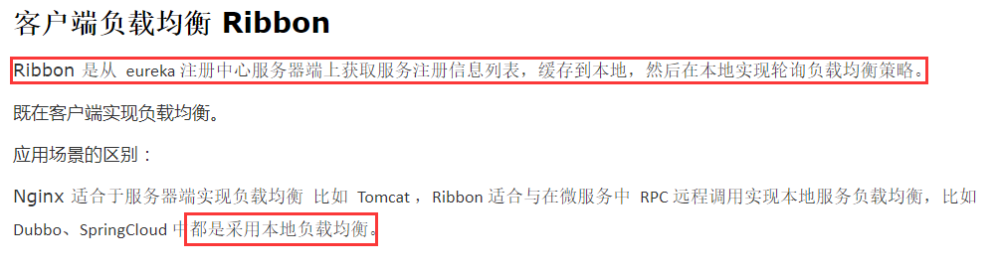 客户端负载均衡 Ribbon
Ribbon 是从 eureka 注册中心服务器端上获取服务注册信息列表，缓存到本地，然后在本地实现轮询负载均衡策略。
既在客户端实现负载均衡。
应用场景的区别：
Nginx 适合于服务器端实现负载均衡 比如 Tomcat ，Ribbon 适合与在微服务中 RPC 远程调用实现本地服务负载均衡，比如
Dubbo、SpringCloud 中都是采用本地负载均衡。